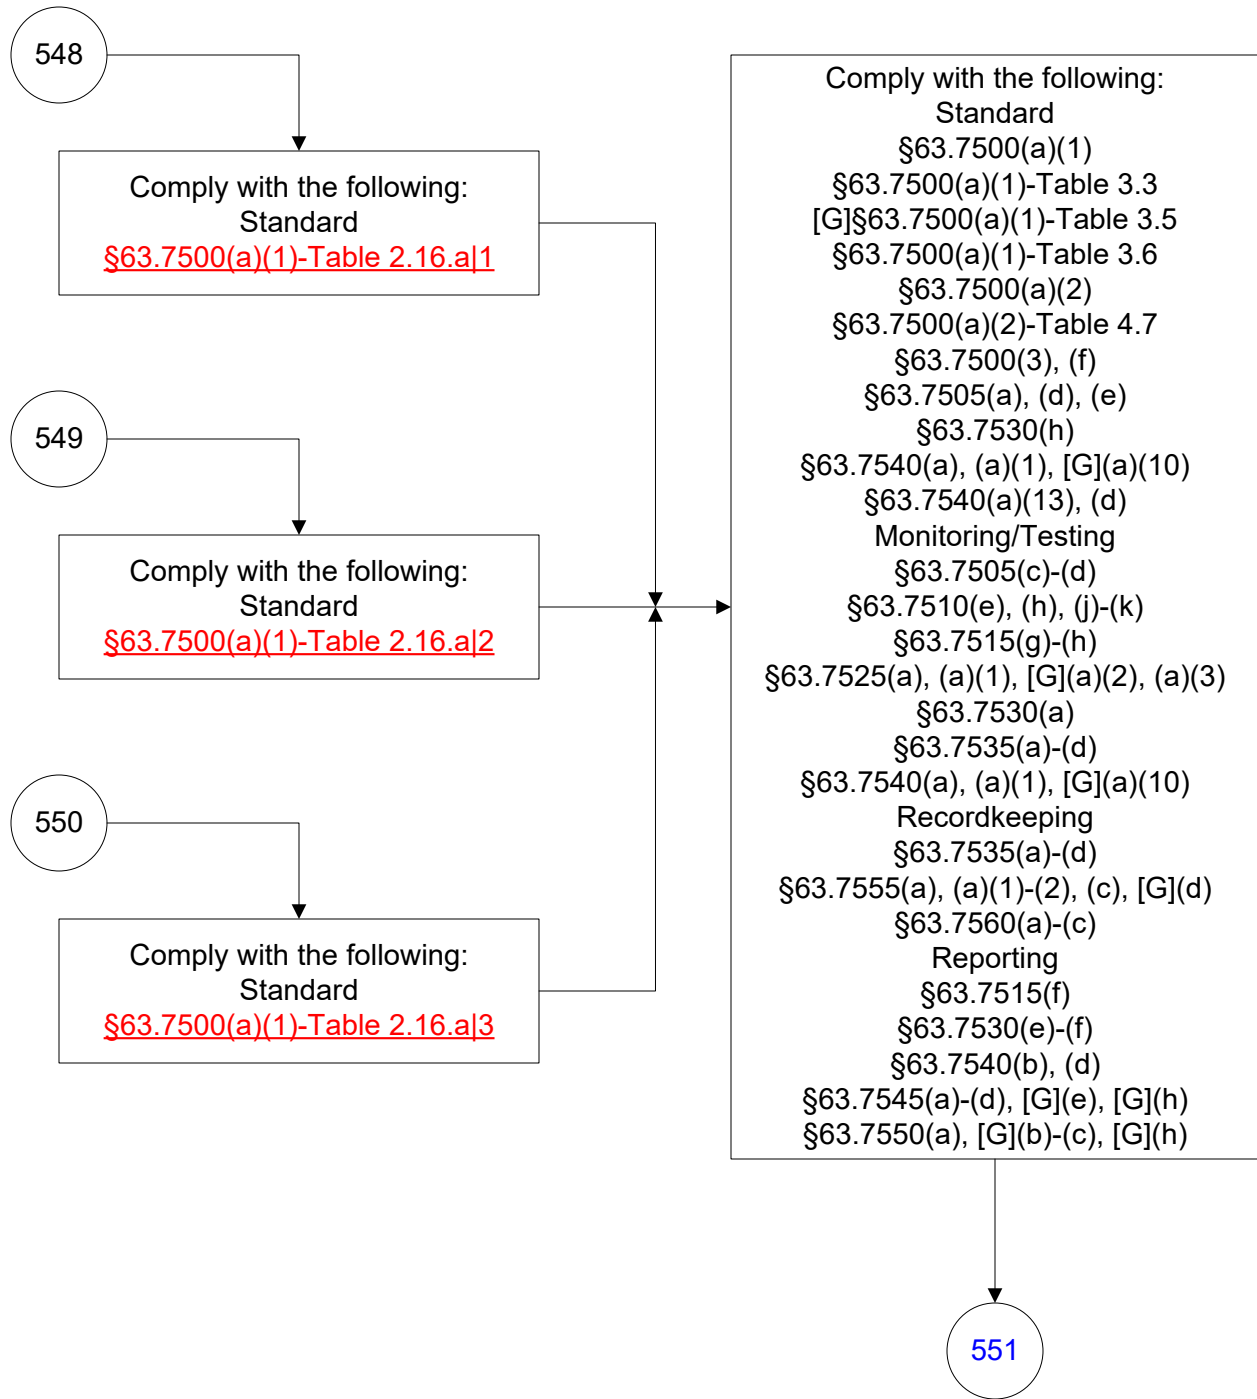 548
Comply with the following:
Standard
§63.7500(a)(1)-Table 2.16.a|1
549
Comply with the following:
Standard
§63.7500(a)(1)-Table 2.16.a|2
550
Comply with the following:
Standard
§63.7500(a)(1)-Table 2.16.a|3
Comply with the following:
Standard
§63.7500(a)(1)
§63.7500(a)(1)-Table 3.3
[G]§63.7500(a)(1)-Table 3.5
§63.7500(a)(1)-Table 3.6
§63.7500(a)(2)
§63.7500(a)(2)-Table 4.7
§63.7500(3), (f)
§63.7505(a), (d), (e)
§63.7530(h)
§63.7540(a), (a)(1), [G](a)(10)
§63.7540(a)(13), (d)
Monitoring/Testing
§63.7505(c)-(d)
§63.7510(e), (h), (j)-(k)
§63.7515(g)-(h)
§63.7525(a), (a)(1), [G](a)(2), (a)(3)
§63.7530(a)
§63.7535(a)-(d)
§63.7540(a), (a)(1), [G](a)(10)
Recordkeeping
§63.7535(a)-(d)
§63.7555(a), (a)(1)-(2), (c), [G](d)
§63.7560(a)-(c)
Reporting
§63.7515(f)
§63.7530(e)-(f)
§63.7540(b), (d)
§63.7545(a)-(d), [G](e), [G](h)
§63.7550(a), [G](b)-(c), [G](h)
551